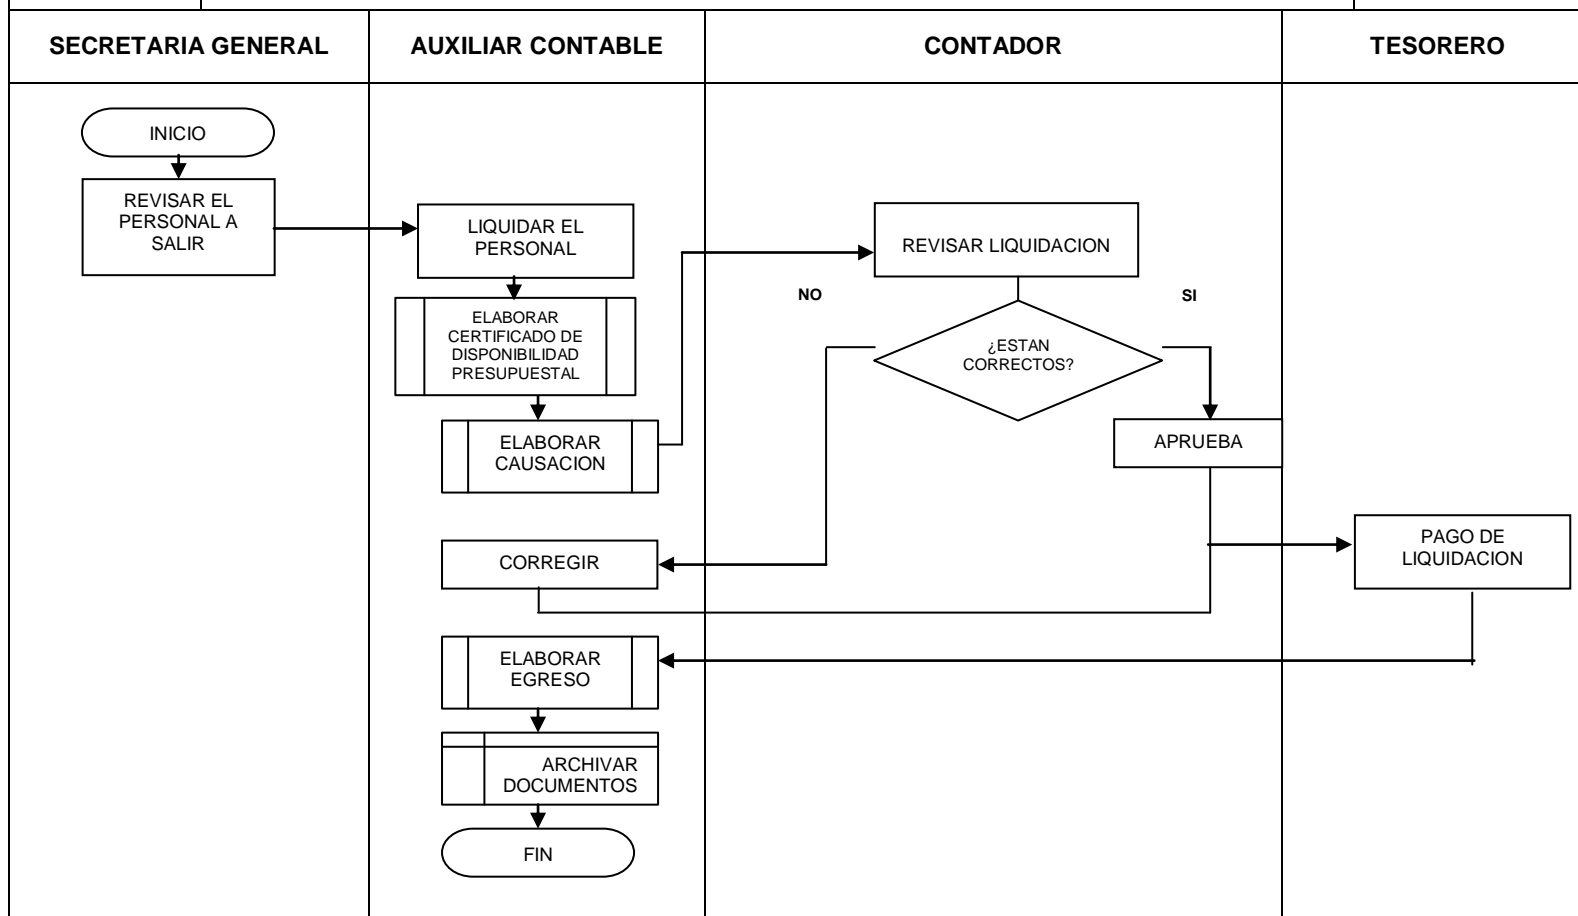 SECRETARIA GENERAL
AUXILIAR CONTABLE
CONTADOR
TESORERO
INICIO
REVISAR EL
PERSONAL A
SALIR
LIQUIDAR EL
PERSONAL
REVISAR LIQUIDACION
NO
SI
ELABORAR
CERTIFICADO DE
DISPONIBILIDAD
PRESUPUESTAL
¿ESTAN
CORRECTOS?
ELABORAR
CAUSACION
APRUEBA
CORREGIR
PAGO DE
LIQUIDACION
ELABORAR
EGRESO
ARCHIVAR
DOCUMENTOS
FIN